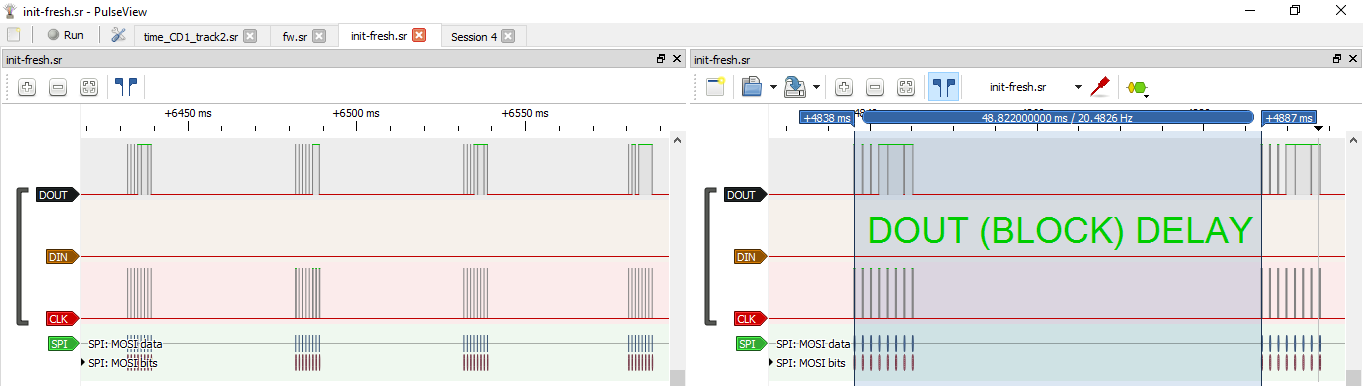 init-fresh.sr - PulseView
Run
time_CD1_track2.sr
fw.sr
init-fresh.sr
Session 4
init-fresh.sr
+6450 ms
+6500 ms
+6550 ms
DOUT
DIN
CLK
SPI
SPI: MOSI data
SPI: MOSI bits
init-fresh.sr
init-fresh.sr
+4838 ms
48.822000000 ms / 20.4826 Hz
+4887 ms
DOUT
DOUT (BLOCK) DELAY
DIN
CLK
SPI
SPI: MOSI data
SPI: MOSI bits